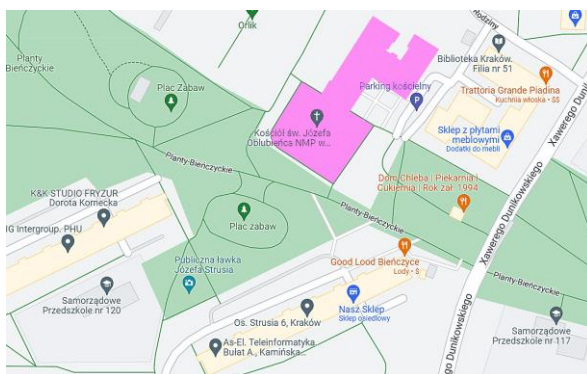 Orlik
Planty
Bieńczyckie
Plac Zabaw
Parking kościelny
P
Biblioteka Kraków.
Filia nr 51
Trattoria Grande Piadina
Kuchnia włoska • $$
Kościół św. Józefa
Oblubieńca NMP w...
Sklep z płytami
meblowymi
Dodatki do mebli
Xawerego Dunikowskiego
Planty Bieńczyckie
Dom Chleba | Piekarnia i
Cukiernia | Rok zał. 1994
K&K STUDIO FRYZUR
Dorota Kornecka
IG Intergroup. PHU
Plac zabaw
Planty Bieńczyckie
Xawerego Dunikowskiego
Publiczna ławka
Józefa Strusia
Good Lood Bieńczyce
Lody • $
Planty Bieńczyckie
Samorządowe
Przedszkole nr 120
Nasz Sklep
Sklep osiedlowy
Os. Strusia 6, Kraków
As-El. Teleinformatyka
Bułat A., Kamińska...
Samorządowe
Przedszkole nr 117